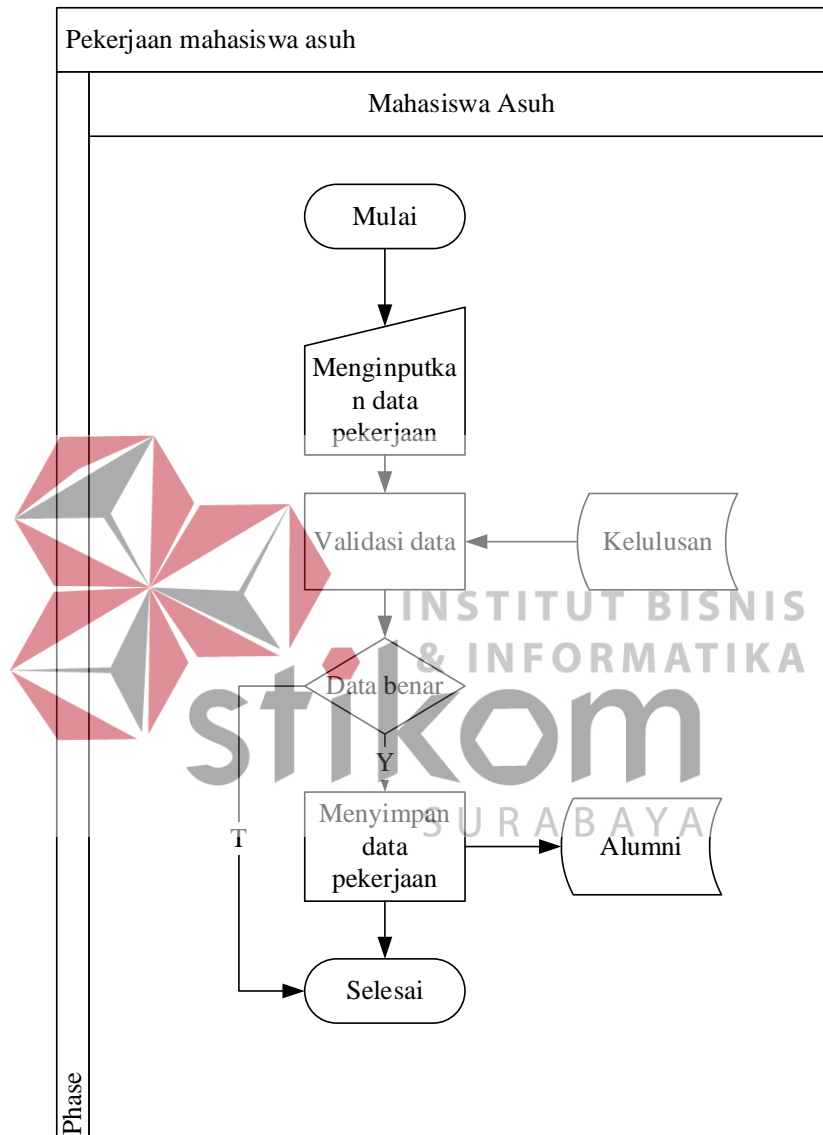 Pekerjaan mahasiswa asuh
Mahasiswa Asuh
Mulai
Menginputka
n data
pekerjaan
Validasi data
Kelulusan
INSTITUT BISNIS
& INFORMATIKA
Data benar
stikom
Y
SURABAYA
T
Menyimpan
data
pekerjaan
Alumni
Selesai
Phase